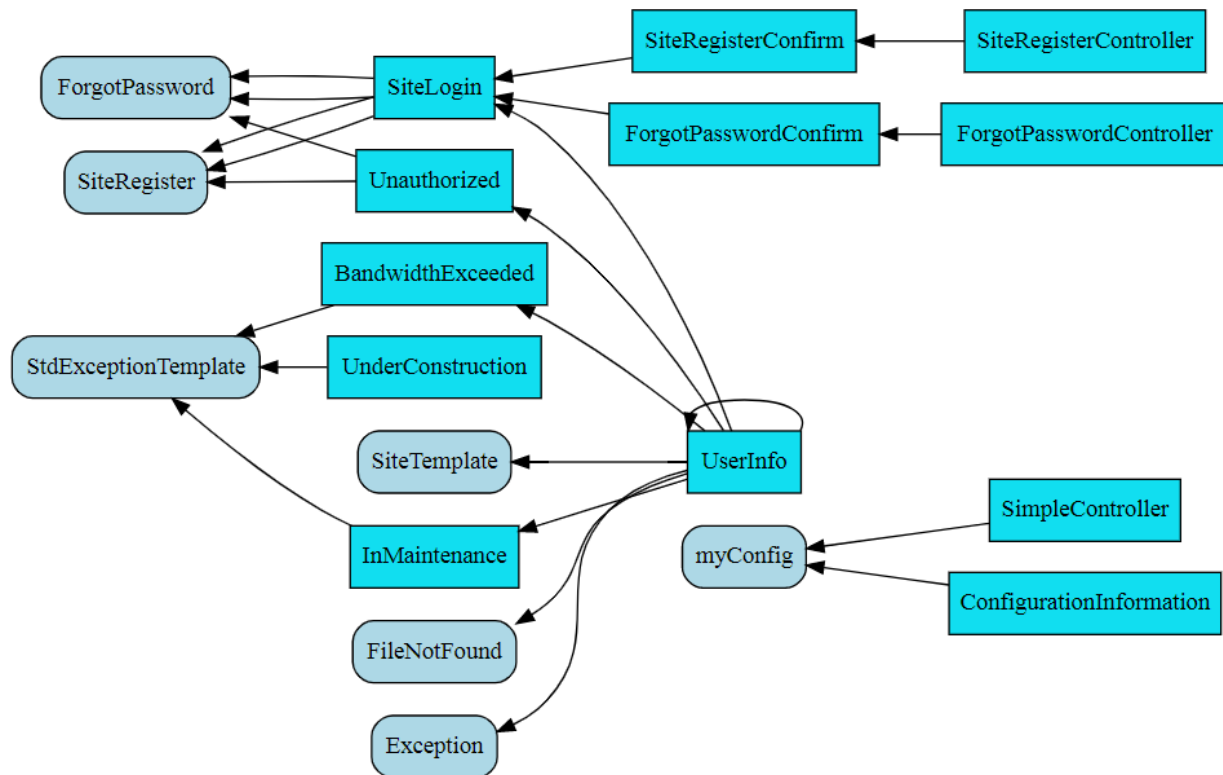 SiteRegisterConfirm
SiteRegisterController
ForgotPassword
SiteLogin
ForgotPasswordConfirm
ForgotPasswordController
SiteRegister
Unauthorized
BandwidthExceeded
StdExceptionTemplate
UnderConstruction
SiteTemplate
UserInfo
SimpleController
InMaintenance
myConfig
ConfigurationInformation
FileNotFound
Exception